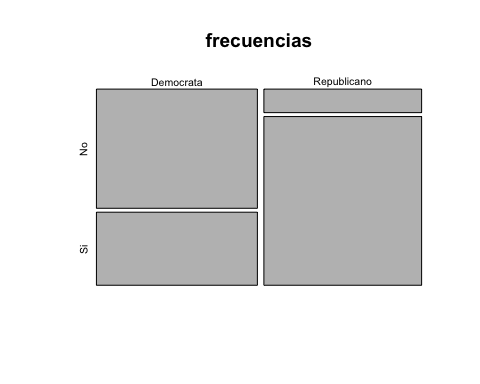 frecuencias
Democrata
Republicano
No
Si